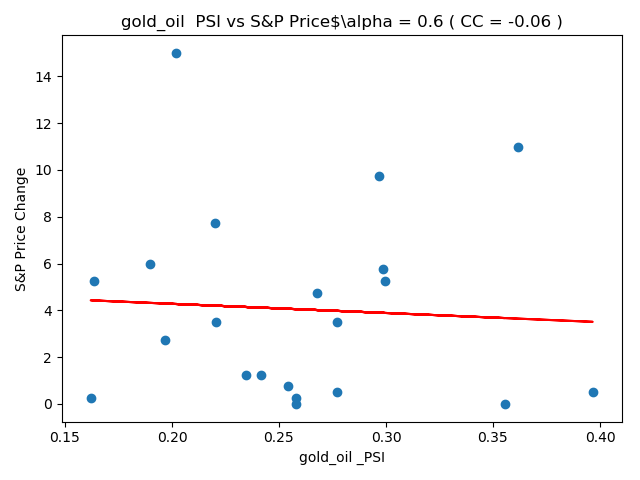 gold_oil  PSI vs S&P Price$\alpha = 0.6 ( CC = -0.06 )
S&P Price Change
14
12
10
8
6
4
2
0
0.15 0.20 0.25 0.30 0.35 0.40
gold_oil _PSI